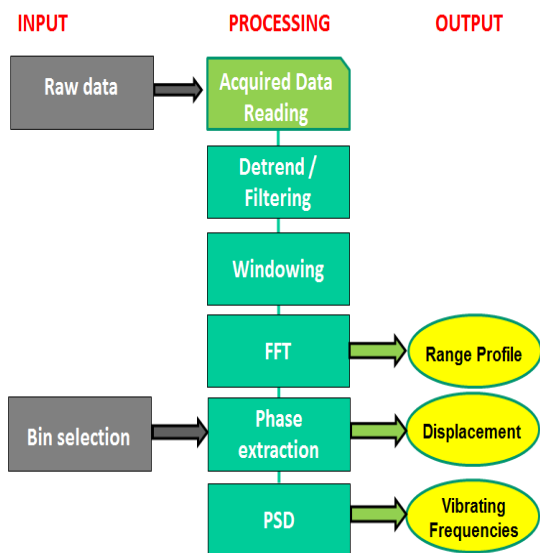 INPUT
PROCESSING
OUTPUT
Raw data
Acquired Data
Reading
Detrend /
Filtering
Windowing
FFT
Range Profile
Bin selection
Phase
extraction
Displacement
PSD
Vibrating
Frequencies